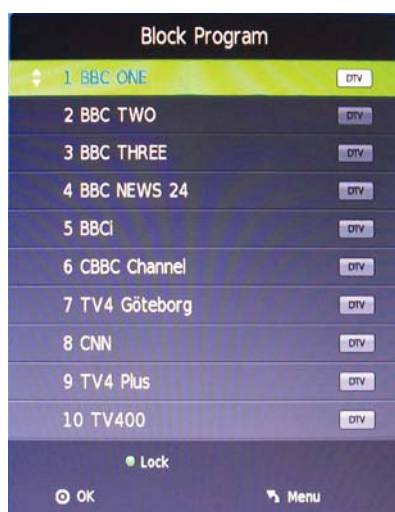 Block Program
1 BBC ONE DTV
2 BBC TWO DTV
3 BBC THREE DTV
4 BBC NEWS 24 DTV
5 BBCi DTV
6 CBBC Channel DTV
7 TV4 Göteborg DTV
8 CNN DTV
9 TV4 Plus DTV
10 TV400 DTV
Lock
OK Menu